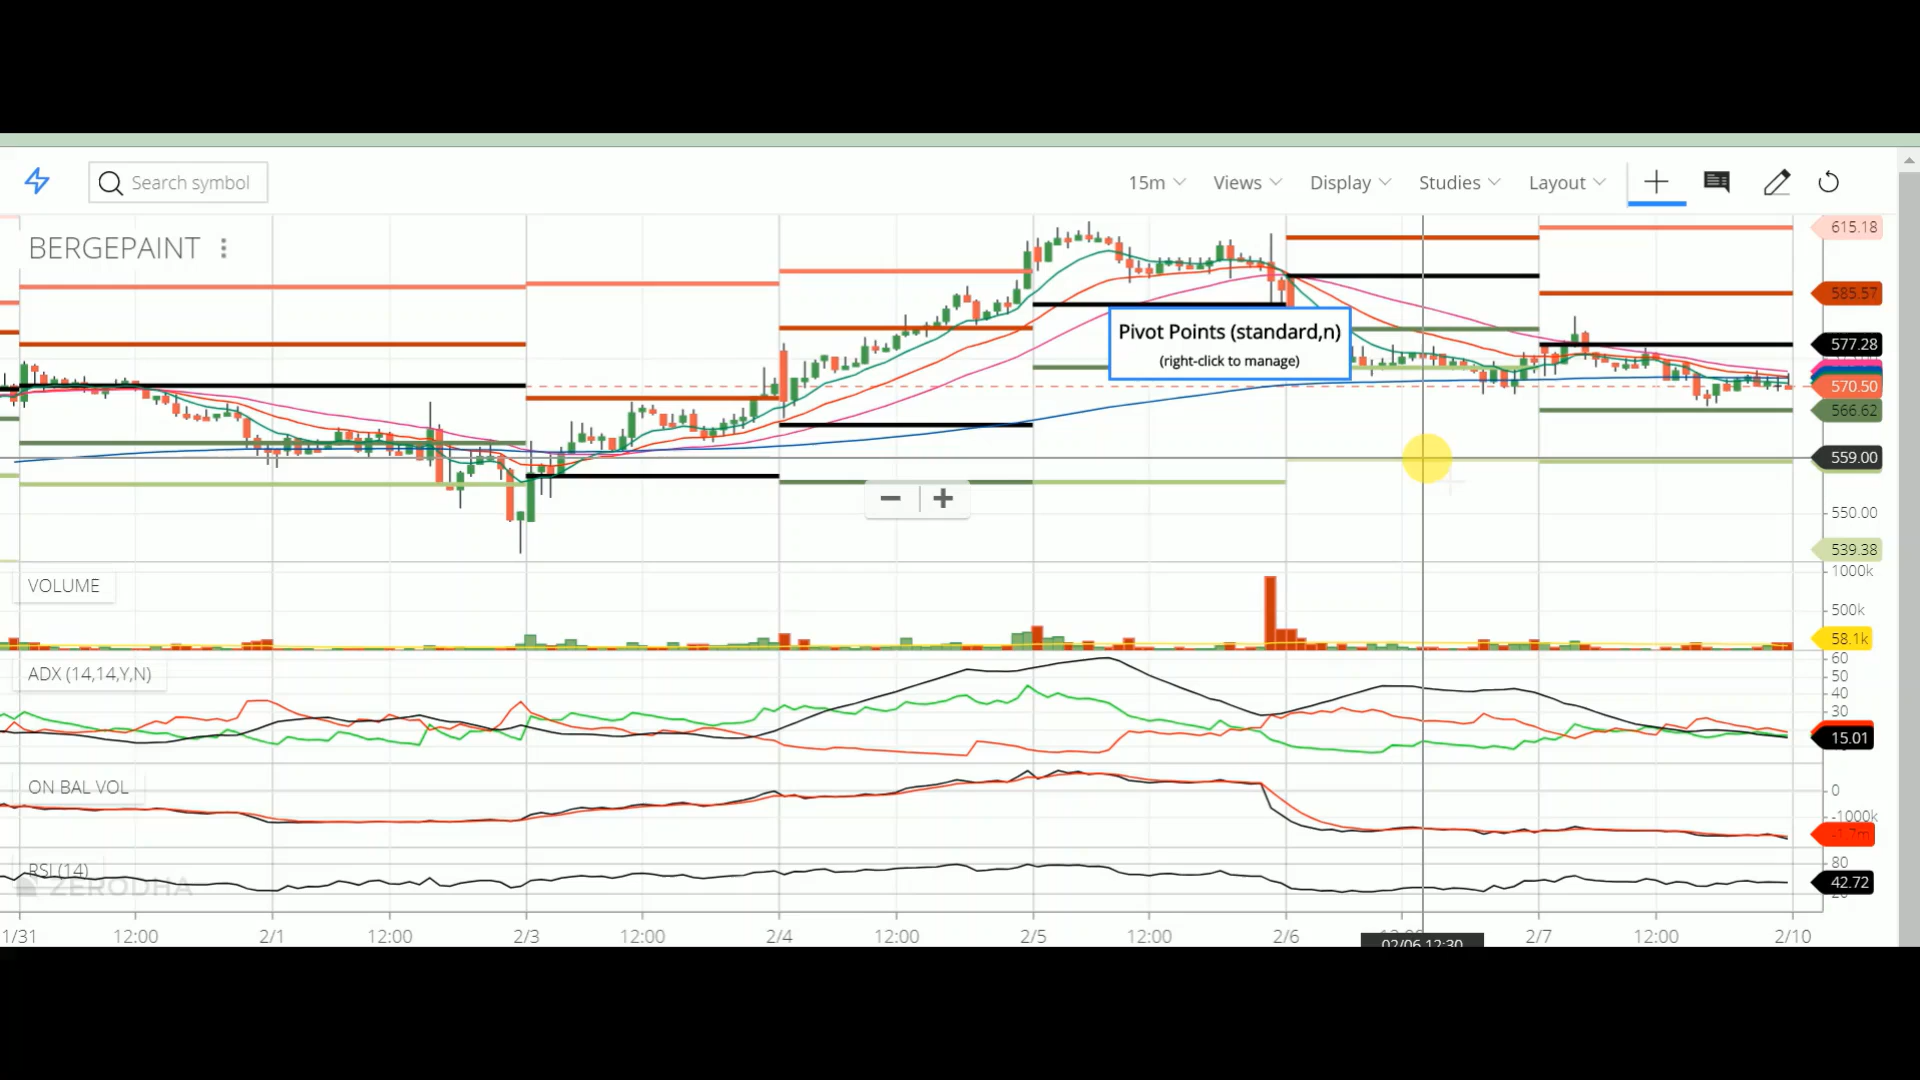 Search symbol
15m Views Display Studies Layout
BERGEPAINT
615.18
585.57
577.28
570.50
566.62
559.00
550.00
539.38
Pivot Points (standard,n)
(right-click to manage)
VOLUME
1000k
500k
58.1k
ADX (14,14,Y,N)
60
50
40
30
15.01
ON BAL VOL
0
-1000k
-1.7m
RSI (14)
ZERODHA
80
42.72
20
1/31 12:00 2/1 12:00 2/3 12:00 2/4 12:00 2/5 12:00 2/6 02/06 12:30 2/7 12:00 2/10